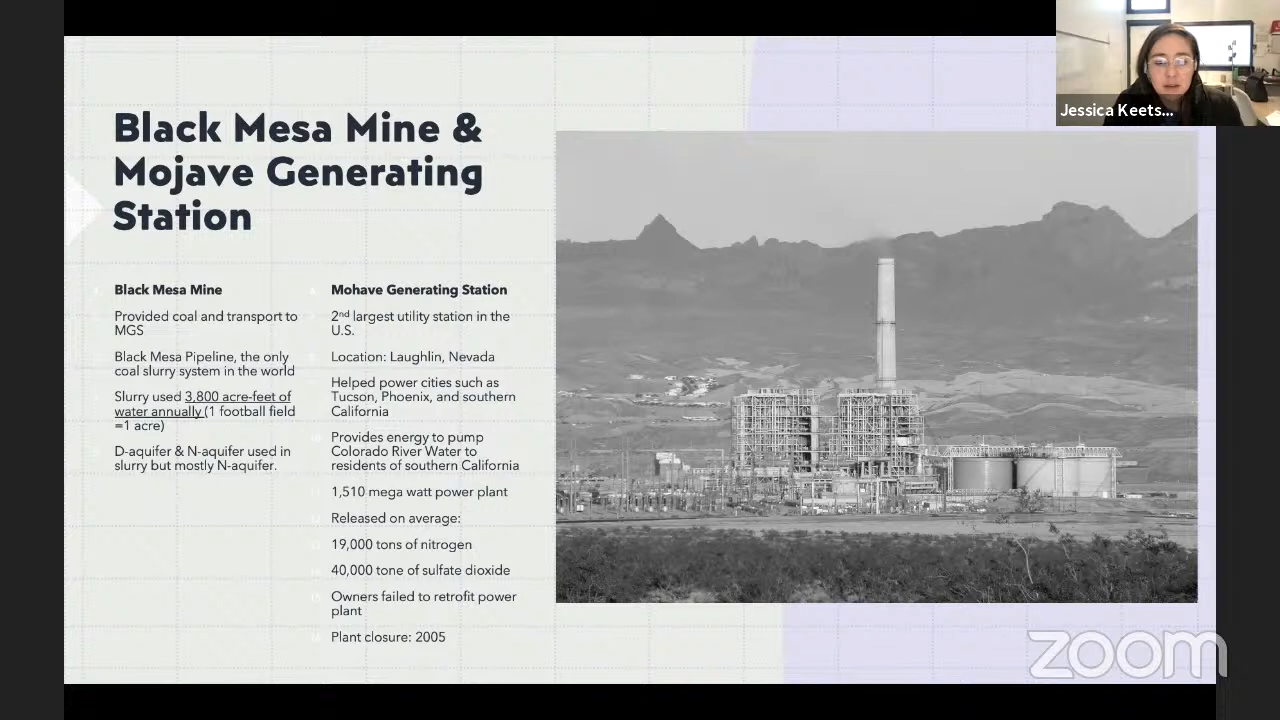 Black Mesa Mine &
Mojave Generating
Station
Black Mesa Mine
Provided coal and transport to
MGS
Black Mesa Pipeline, the only
coal slurry system in the world
Slurry used 3,800 acre-feet of
water annually (1 football field
=1 acre)
D-aquifer & N-aquifer used in
slurry but mostly N-aquifer.
Mohave Generating Station
2nd largest utility station in the
U.S.
Location: Laughlin, Nevada
Helped power cities such as
Tucson, Phoenix, and southern
California
Provides energy to pump
Colorado River Water to
residents of southern California
1,510 mega watt power plant
Released on average:
19,000 tons of nitrogen
40,000 tone of sulfate dioxide
Owners failed to retrofit power
plant
Plant closure: 2005
Jessica Keets...
zoom